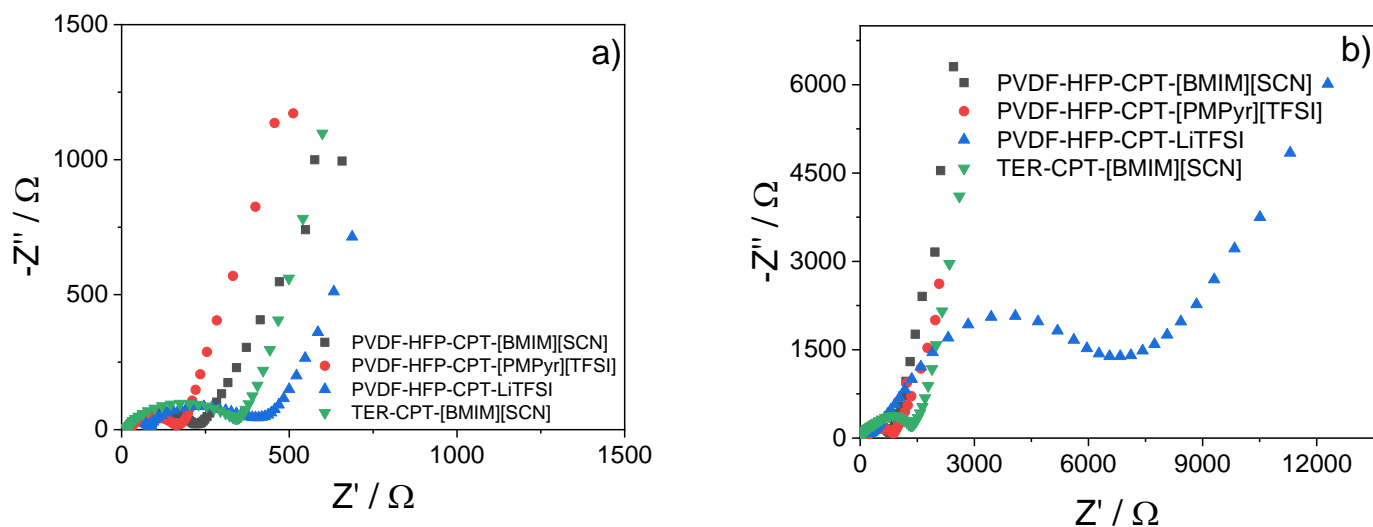 a)
1500
1000
500
0
-Z'' / Ω
PVDF-HFP-CPT-[BMIM][SCN]
PVDF-HFP-CPT-[PMPyr][TFSI]
PVDF-HFP-CPT-LiTFSI
TER-CPT-[BMIM][SCN]
0 500 1000 1500
Z' / Ω
b)
6000
4500
3000
1500
0
-Z'' / Ω
PVDF-HFP-CPT-[BMIM][SCN]
PVDF-HFP-CPT-[PMPyr][TFSI]
PVDF-HFP-CPT-LiTFSI
TER-CPT-[BMIM][SCN]
0 3000 6000 9000 12000
Z' / Ω